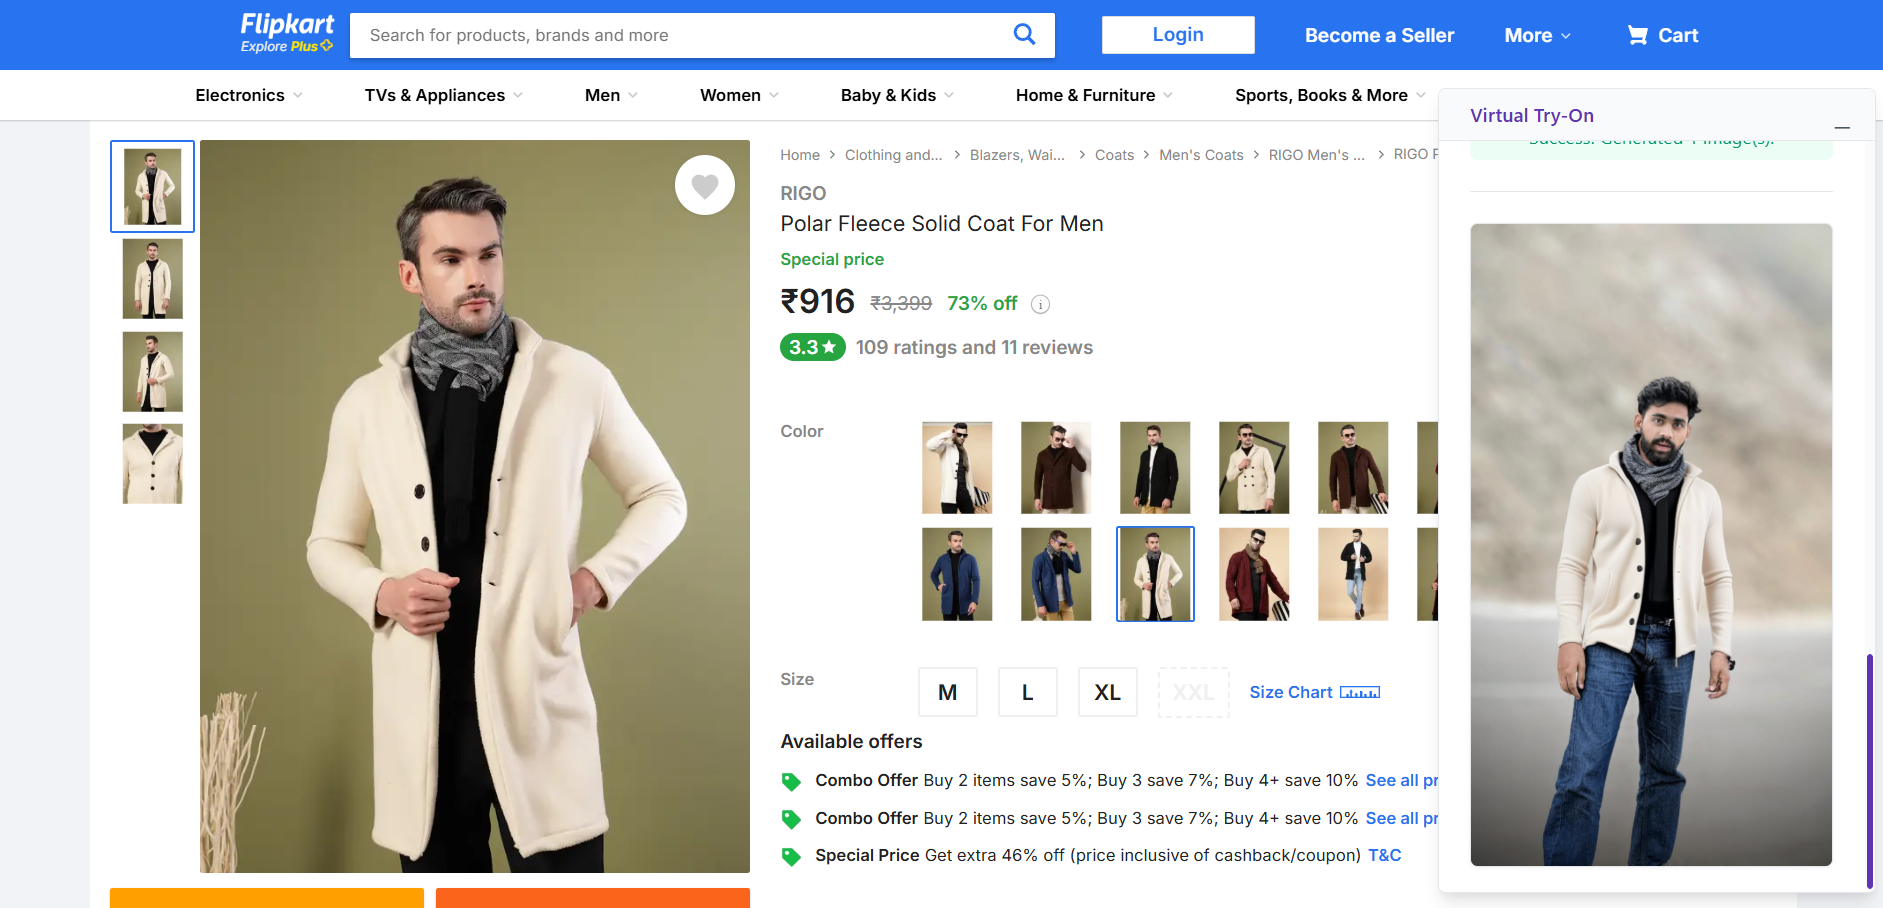 Flipkart
Explore Plus
Search for products, brands and more
Login
Become a Seller
More
Cart
Electronics
TVs & Appliances
Men
Women
Baby & Kids
Home & Furniture
Sports, Books & More
Virtual Try-On
Success: Generated 1 image(s).
Home
Clothing and...
Blazers, Wai...
Coats
Men's Coats
RIGO Men's ...
RIGO
RIGO
Polar Fleece Solid Coat For Men
Special price
₹916 ₹3,399 73% off
3.3★ 109 ratings and 11 reviews
Color
Size
M
L
XL
XXL
Size Chart
Available offers
Combo Offer Buy 2 items save 5%; Buy 3 save 7%; Buy 4+ save 10% See all pr
Combo Offer Buy 2 items save 5%; Buy 3 save 7%; Buy 4+ save 10% See all pr
Special Price Get extra 46% off (price inclusive of cashback/coupon) T&C